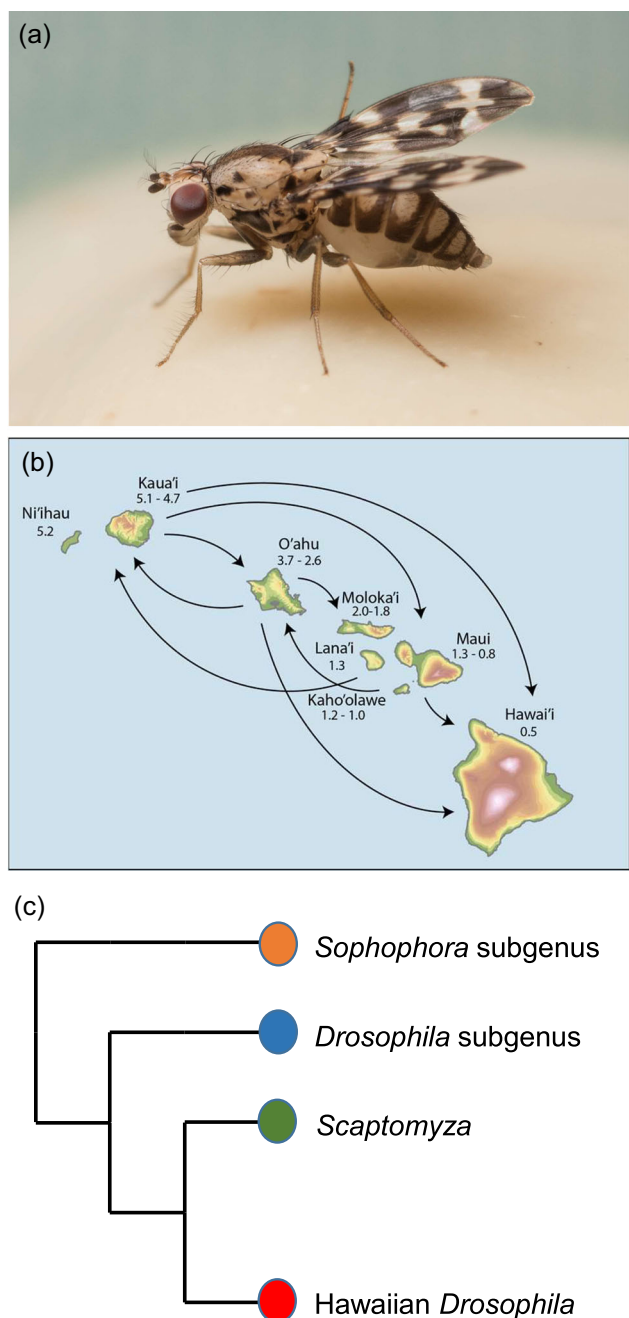 (a)
(b)
Kaua'i
5.1 - 4.7
Ni'ihau
5.2
O'ahu
3.7 - 2.6
Moloka'i
2.0-1.8
Lana'i
1.3
Maui
1.3 - 0.8
Kaho'olawe
1.2 - 1.0
Hawai'i
0.5
(c)
Sophophora subgenus
Drosophila subgenus
Scaptomyza
Hawaiian Drosophila